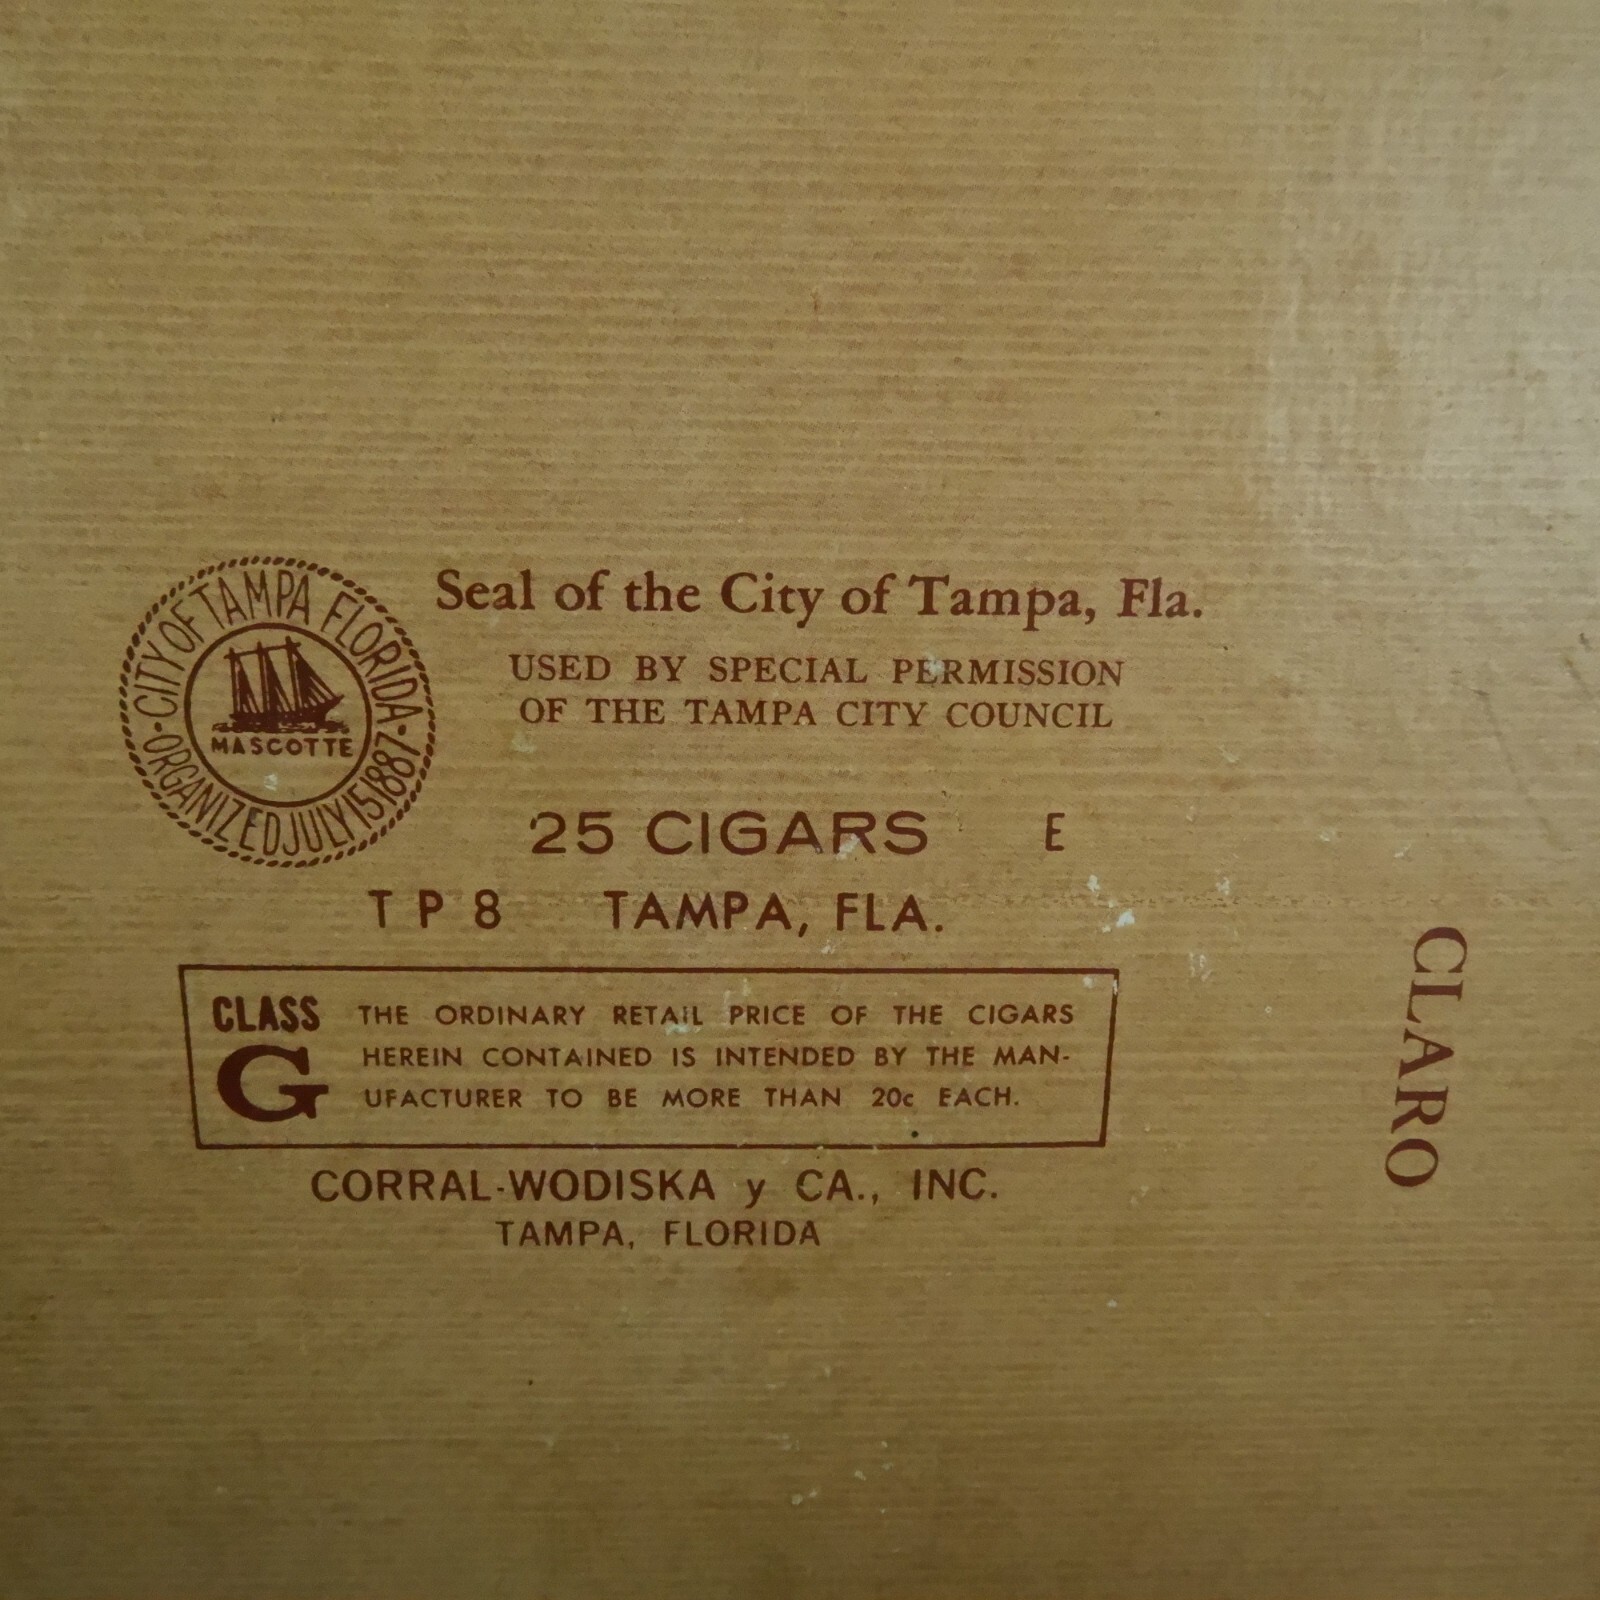 CITY OF TAMPA FLORIDA
ORGANIZED JULY 15 1887
MASCOTTE
Seal of the City of Tampa, Fla.
USED BY SPECIAL PERMISSION
OF THE TAMPA CITY COUNCIL
25 CIGARS E
T P 8 TAMPA, FLA.
CLASS
G
THE ORDINARY RETAIL PRICE OF THE CIGARS
HEREIN CONTAINED IS INTENDED BY THE MAN-
UFACTURER TO BE MORE THAN 20c EACH.
CORRAL-WODISKA y CA., INC.
TAMPA, FLORIDA
CLARO